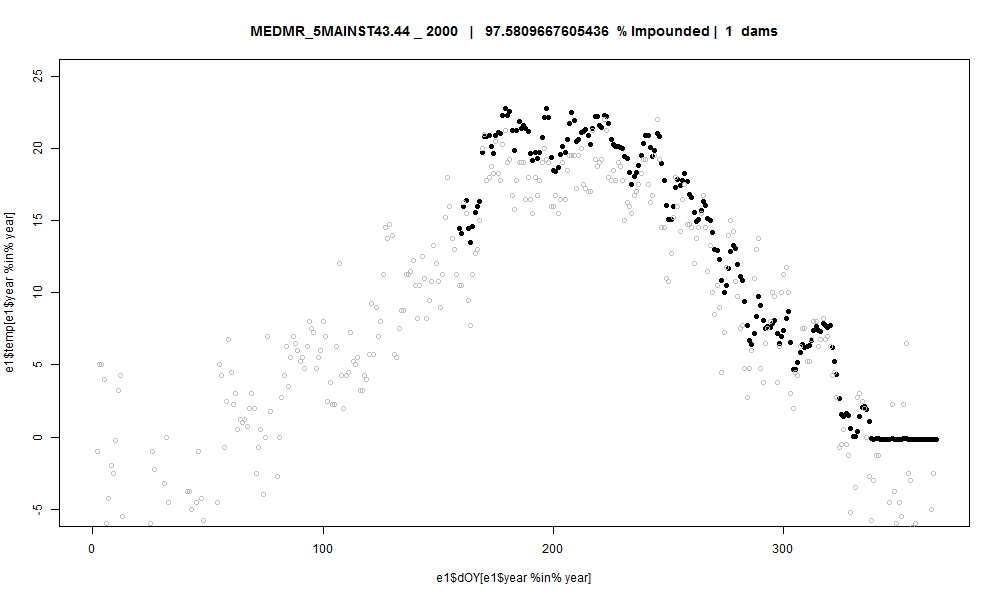 MEDMR_5MAINST43.44 _ 2000 | 97.5809667605436 % Impounded | 1 dams
25
20
15
10
5
0
-5
e1$temp[e1$year %in% year]
0 100 200 300
e1$dOY[e1$year %in% year]